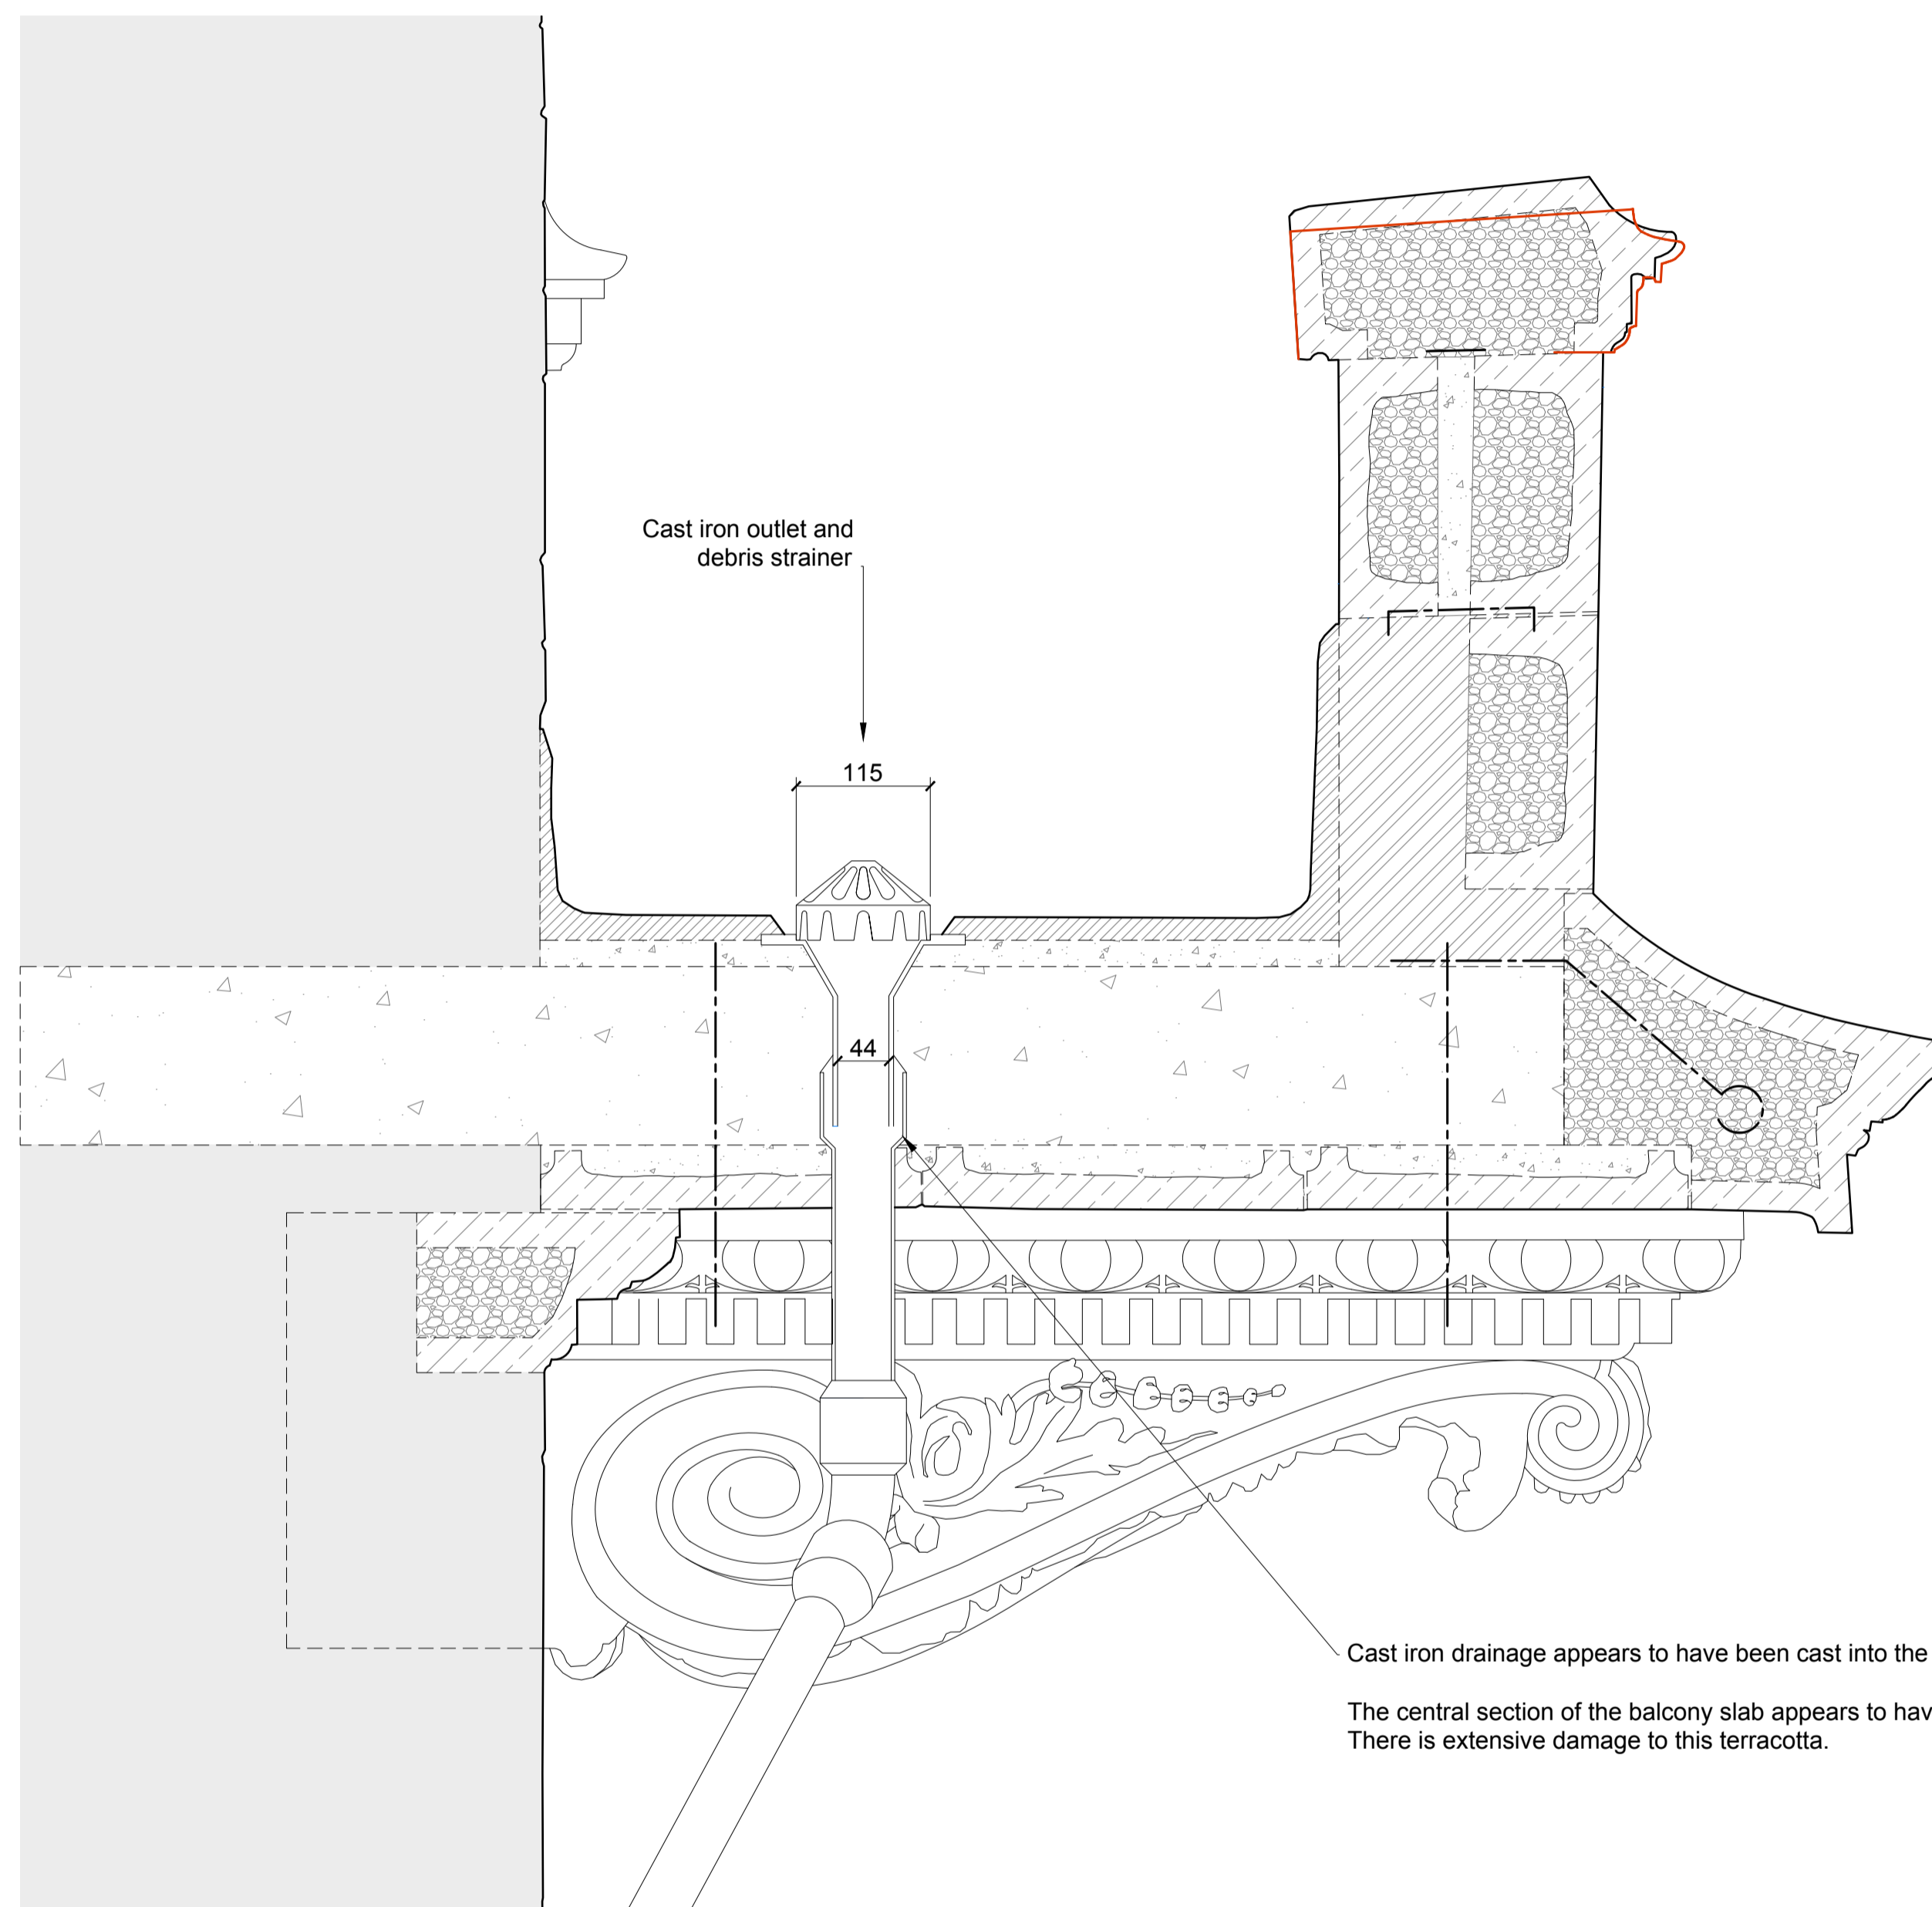 Cast iron outlet and
debris strainer
115
44
Cast iron drainage appears to have been cast into the
The central section of the balcony slab appears to
There is extensive damage to this terracotta.